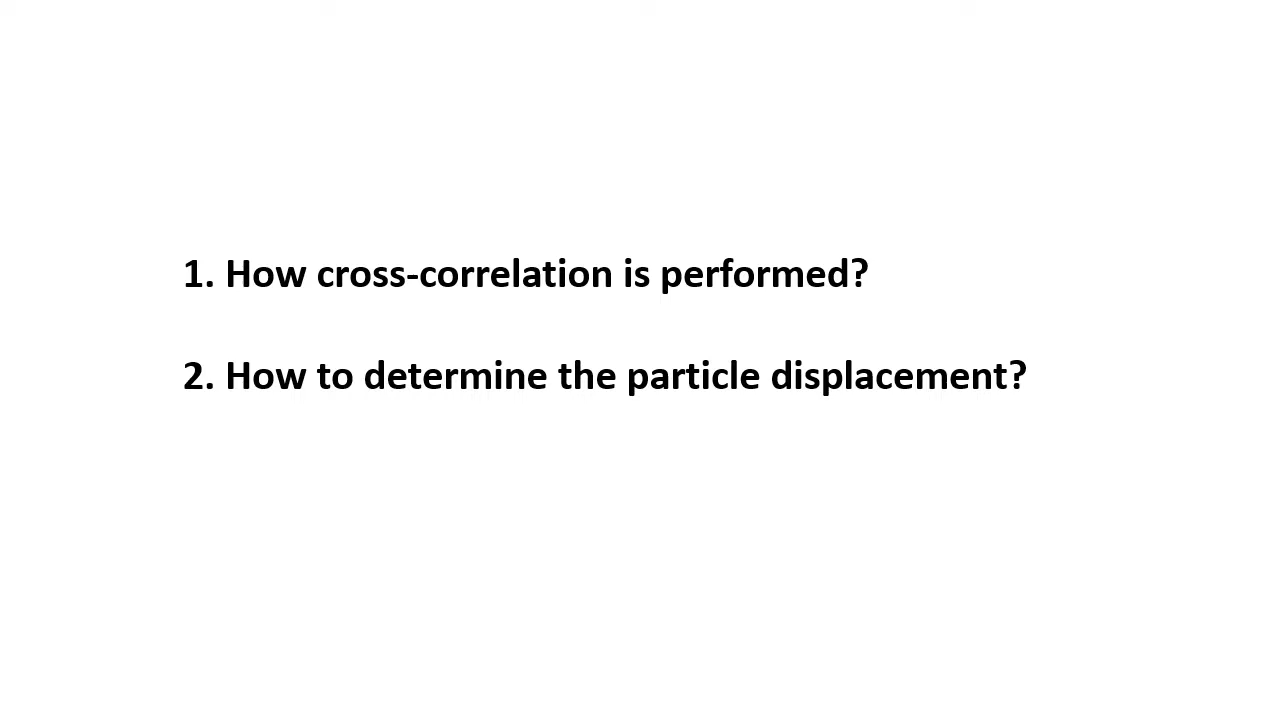 1. How cross-correlation is performed?
2. How to determine the particle displacement?